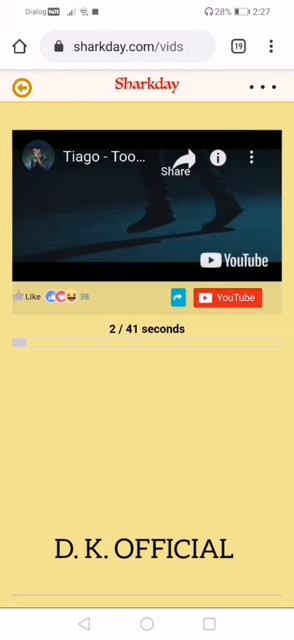 Dialog VoLTE 28% 2:27
sharkday.com/vids 19
Sharkday
Tiago - Too...
Share
YouTube
Like 38 YouTube
2 / 41 seconds
D. K. OFFICIAL